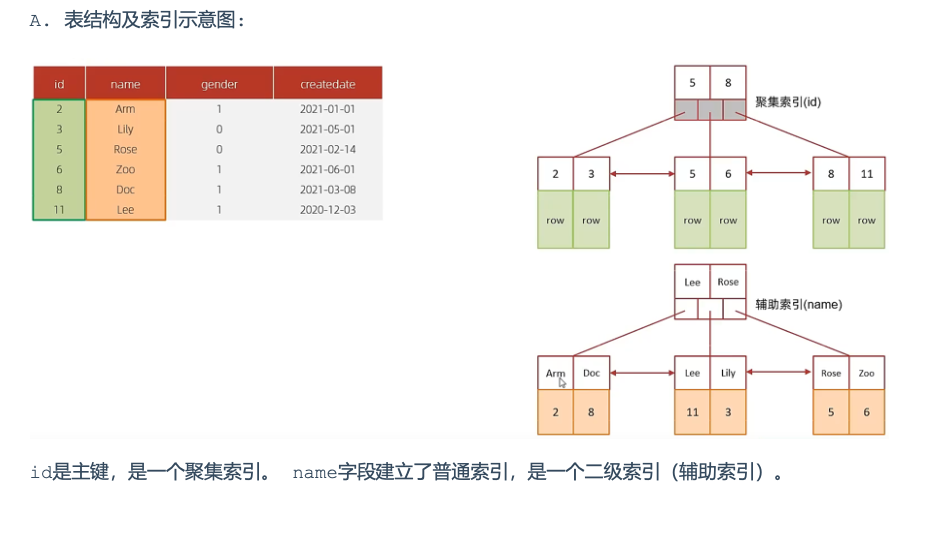 A. 表结构及索引示意图：
id name gender createdate
2 Arm 1 2021-01-01
3 Lily 0 2021-05-01
5 Rose 0 2021-02-14
6 Zoo 1 2021-06-01
8 Doc 1 2021-03-08
11 Lee 1 2020-12-03
5 8
聚集索引(id)
2 3 5 6 8 11
row row row row row row
Lee Rose
辅助索引(name)
Arm Doc Lee Lily Rose Zoo
2 8 11 3 5 6
id是主键，是一个聚集索引。 name字段建立了普通索引，是一个二级索引（辅助索引）。